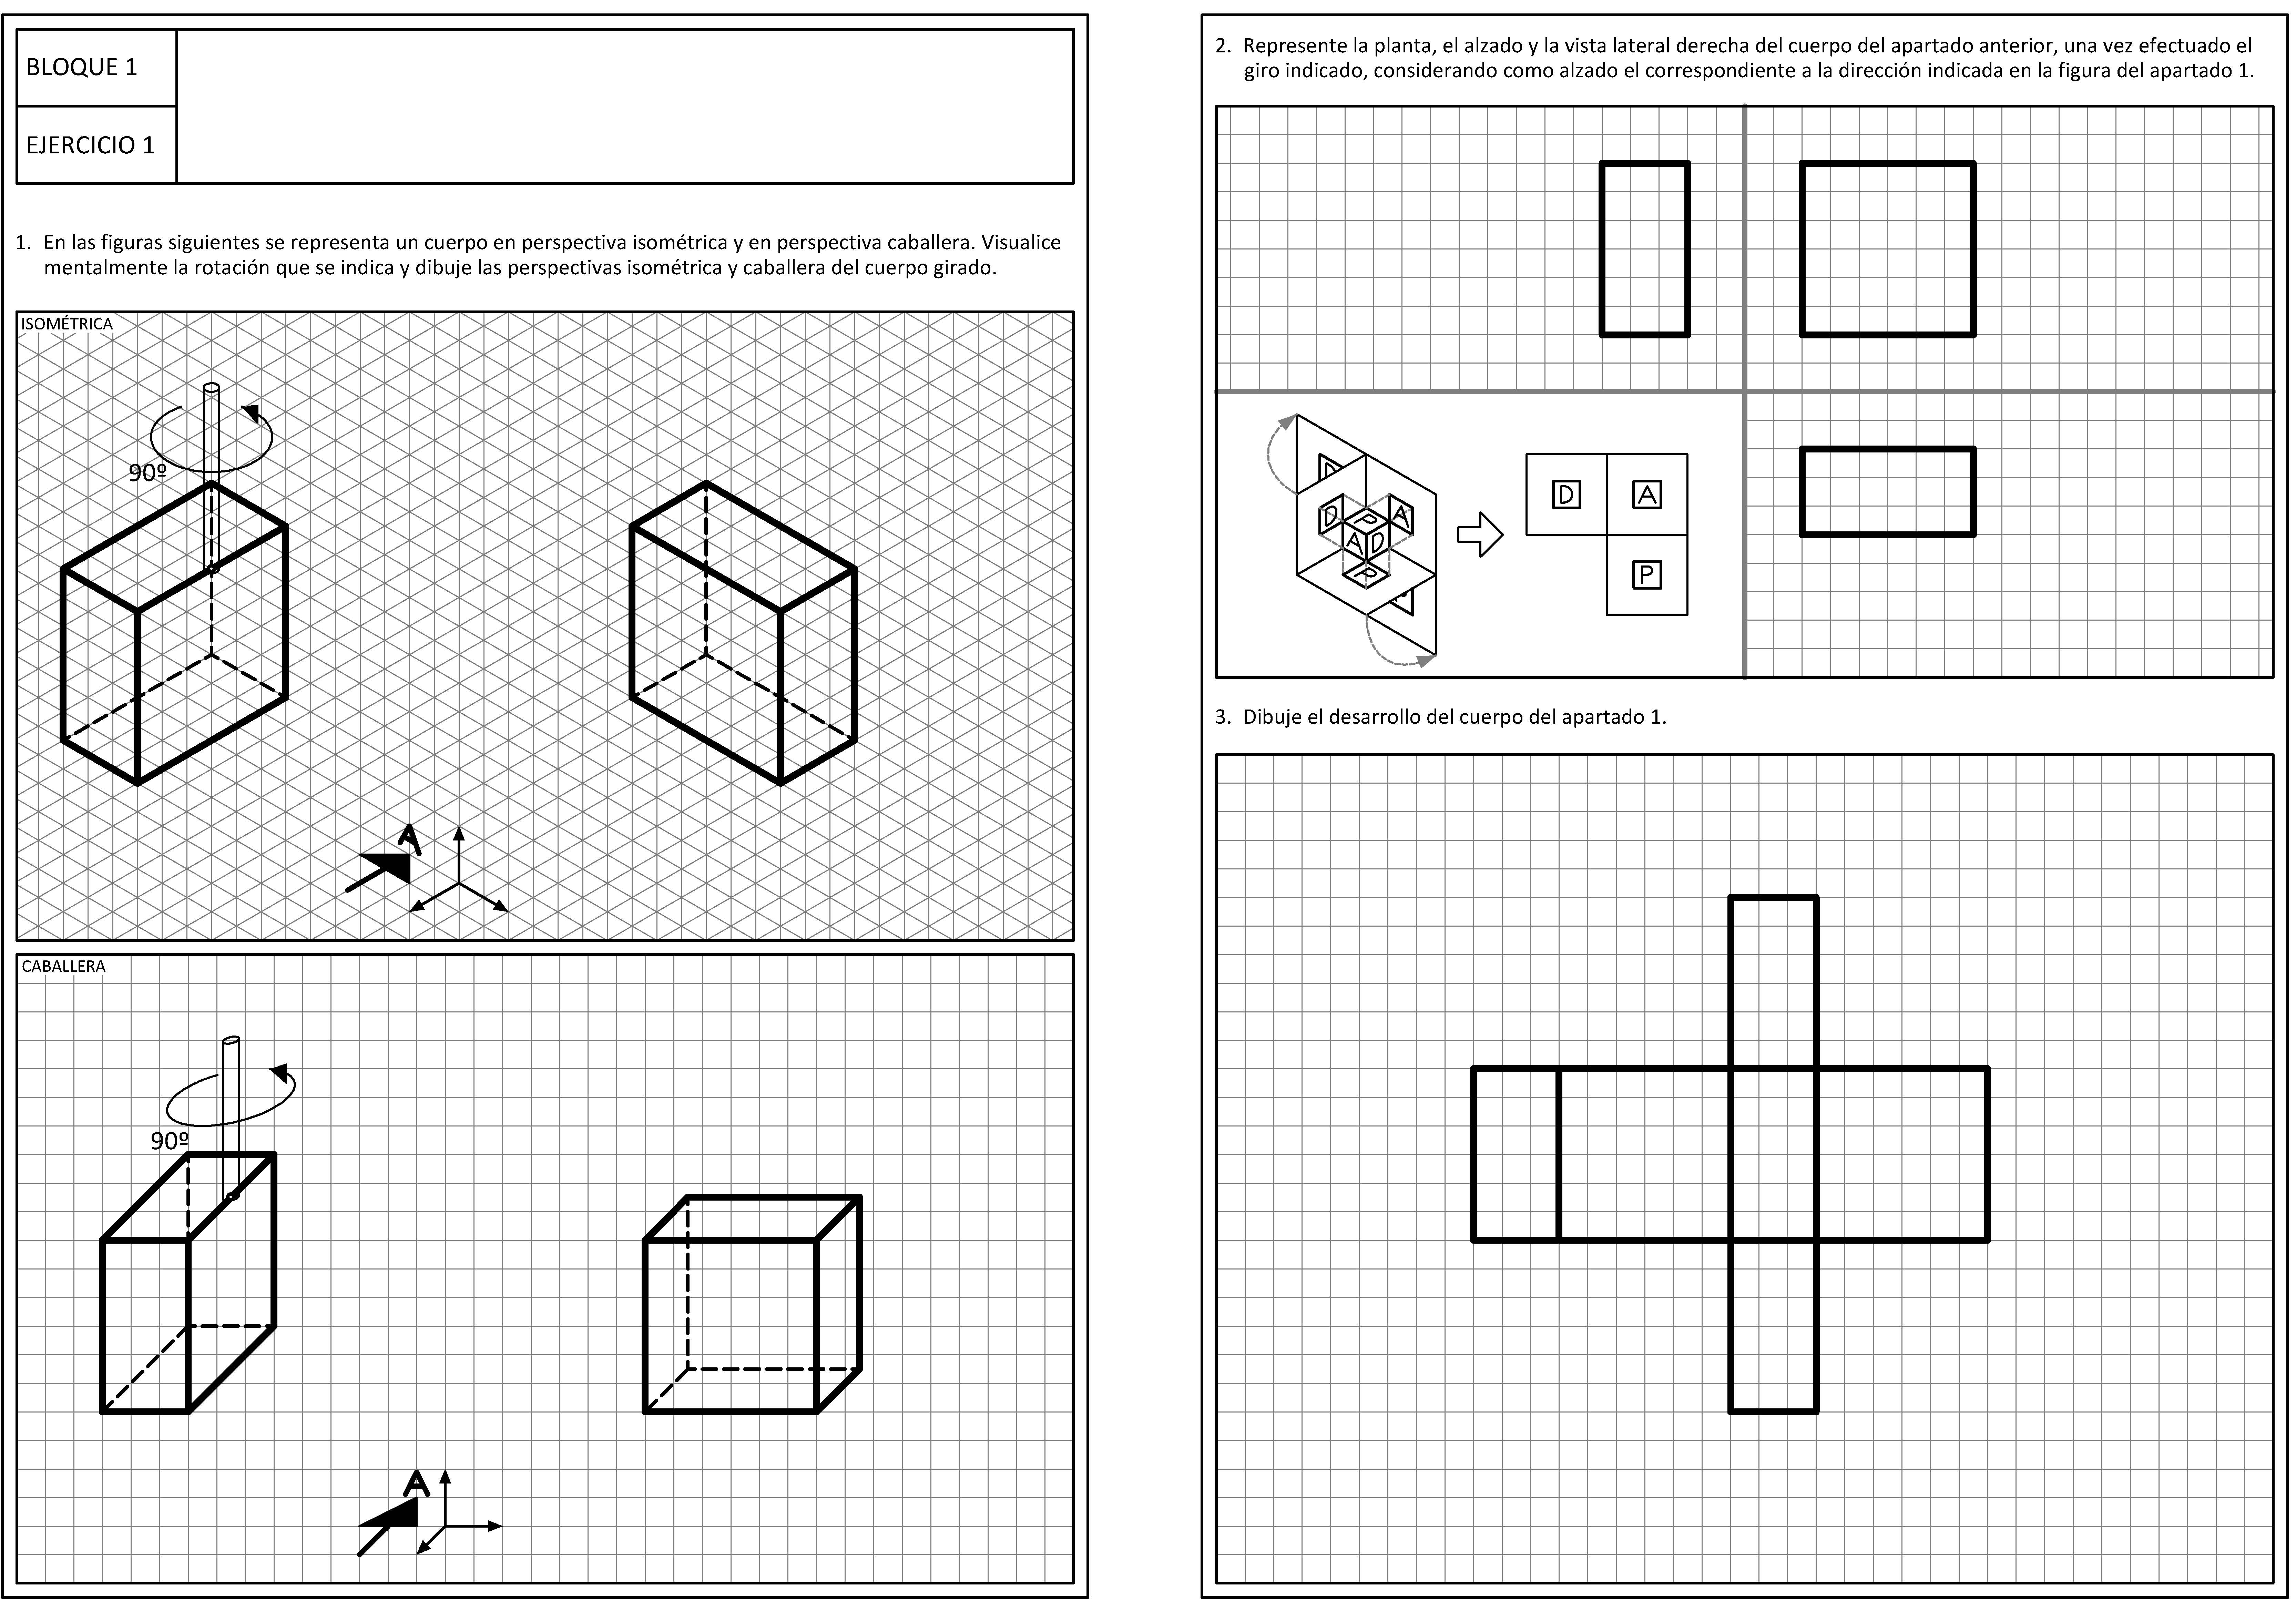 BLOQUE 1
EJERCICIO 1
1. En las figuras siguientes se representa un cuerpo en perspectiva isométrica y en perspectiva caballera. Visualice
mentalmente la rotación que se indica y dibuje las perspectivas isométrica y caballera del cuerpo girado.
ISOMÉTRICA
90º
A
CABALLERA
90º
A
2. Represente la planta, el alzado y la vista lateral derecha del cuerpo del apartado anterior, una vez efectuado el
giro indicado, considerando como alzado el correspondiente a la dirección indicada en la figura del apartado 1.
D
D P A
A D
P
D A
P
3. Dibuje el desarrollo del cuerpo del apartado 1.